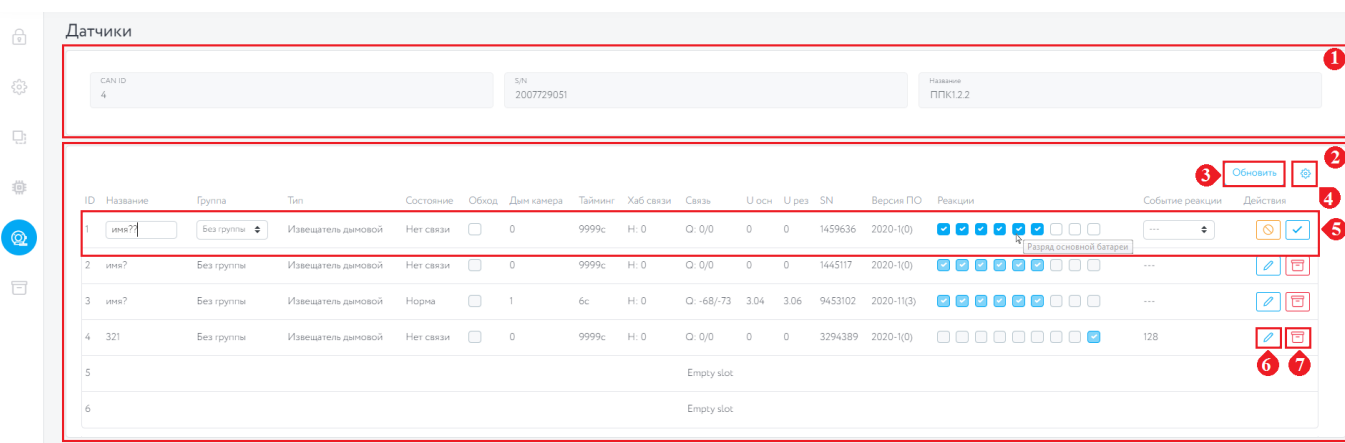 Датчики
1
CAN ID
4
S/N
2007729051
Название
ППК1.2.2
2
3 Обновить
4
ID Название Группа Тип Состояние Обход Дым камера Тайминг Хаб связи Связь U осн U рез SN Версия ПО Реакции Событие реакции Действия
1 имя?? Без группы Извещатель дымовой Нет связи 0 9999с H: 0 Q: 0/0 0 0 1459636 2020-1(0) --- 5
Разряд основной батареи
2 имя? Без группы Извещатель дымовой Нет связи 0 9999с H: 0 Q: 0/0 0 0 1445117 2020-1(0) ---
3 имя? Без группы Извещатель дымовой Норма 1 6с H: 0 Q: -68/-73 3.04 3.06 9453102 2020-11(3) ---
4 321 Без группы Извещатель дымовой Нет связи 0 9999с H: 0 Q: 0/0 0 0 3294389 2020-1(0) 128
6 7
5 Empty slot
6 Empty slot